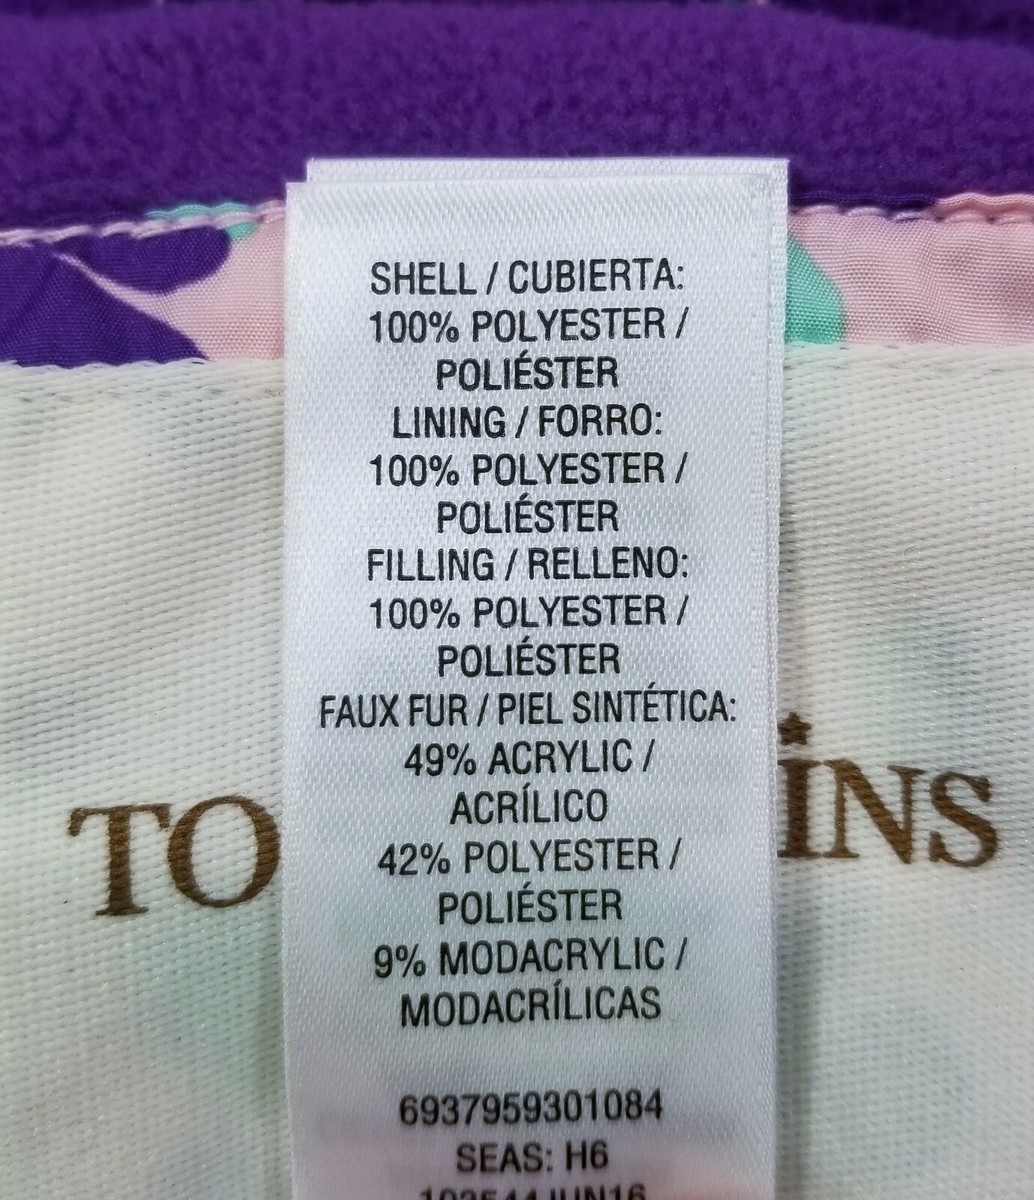 SHELL / CUBIERTA:
100% POLYESTER /
POLIÉSTER
LINING / FORRO:
100% POLYESTER /
POLIÉSTER
FILLING / RELLENO:
100% POLYESTER /
POLIÉSTER
FAUX FUR / PIEL SINTÉTICA:
49% ACRYLIC /
ACRÍLICO
42% POLYESTER /
POLIÉSTER
9% MODACRYLIC /
MODACRÍLICAS
6937959301084
SEAS: H6